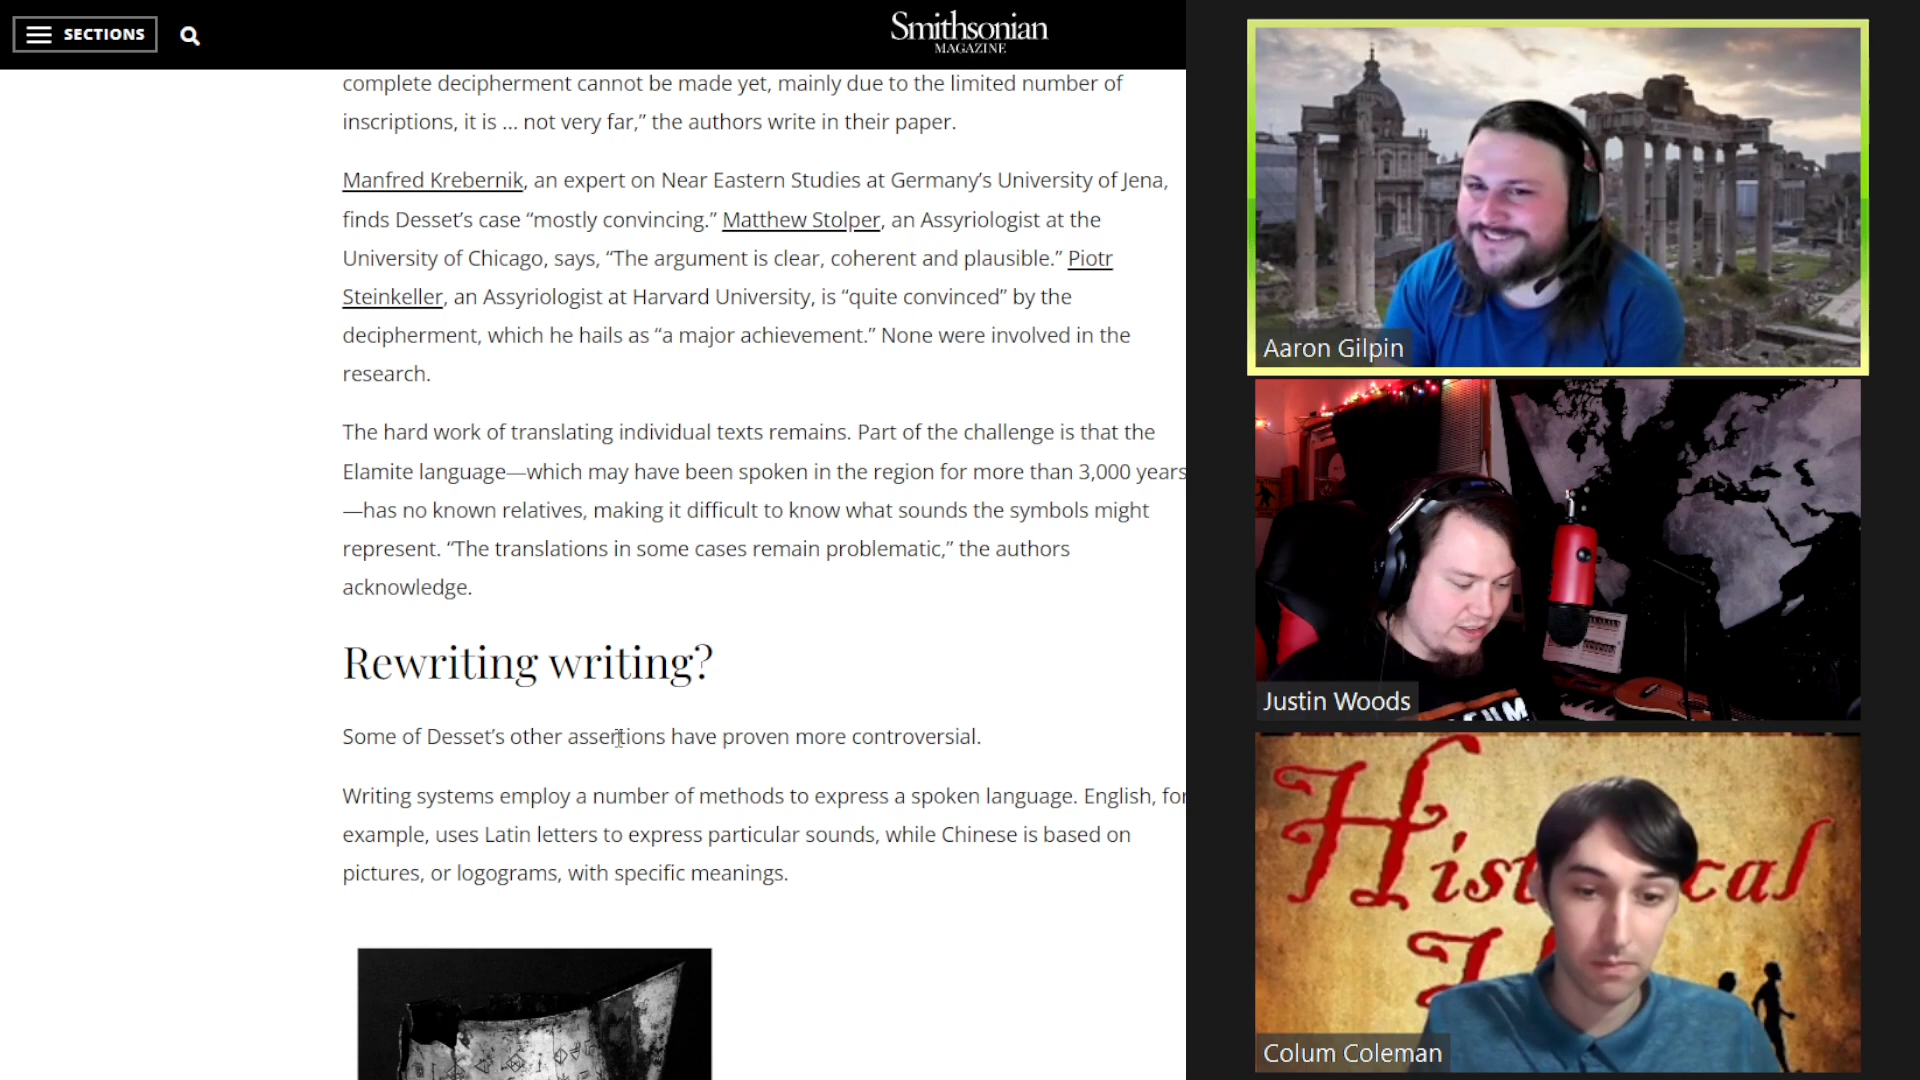 SECTIONS
Smithsonian
MAGAZINE
complete decipherment cannot be made yet, mainly due to the limited number of
inscriptions, it is ... not very far,” the authors write in their paper.
Manfred Krebernik, an expert on Near Eastern Studies at Germany’s University of Jena,
finds Desset’s case “mostly convincing.” Matthew Stolper, an Assyriologist at the
University of Chicago, says, “The argument is clear, coherent and plausible.” Piotr
Steinkeller, an Assyriologist at Harvard University, is “quite convinced” by the
decipherment, which he hails as “a major achievement.” None were involved in the
research.
The hard work of translating individual texts remains. Part of the challenge is that the
Elamite language—which may have been spoken in the region for more than 3,000 years
—has no known relatives, making it difficult to know what sounds the symbols might
represent. “The translations in some cases remain problematic,” the authors
acknowledge.
Rewriting writing?
Some of Desset’s other assertions have proven more controversial.
Writing systems employ a number of methods to express a spoken language. English, for
example, uses Latin letters to express particular sounds, while Chinese is based on
pictures, or logograms, with specific meanings.
Aaron Gilpin
Justin Woods
Colum Coleman